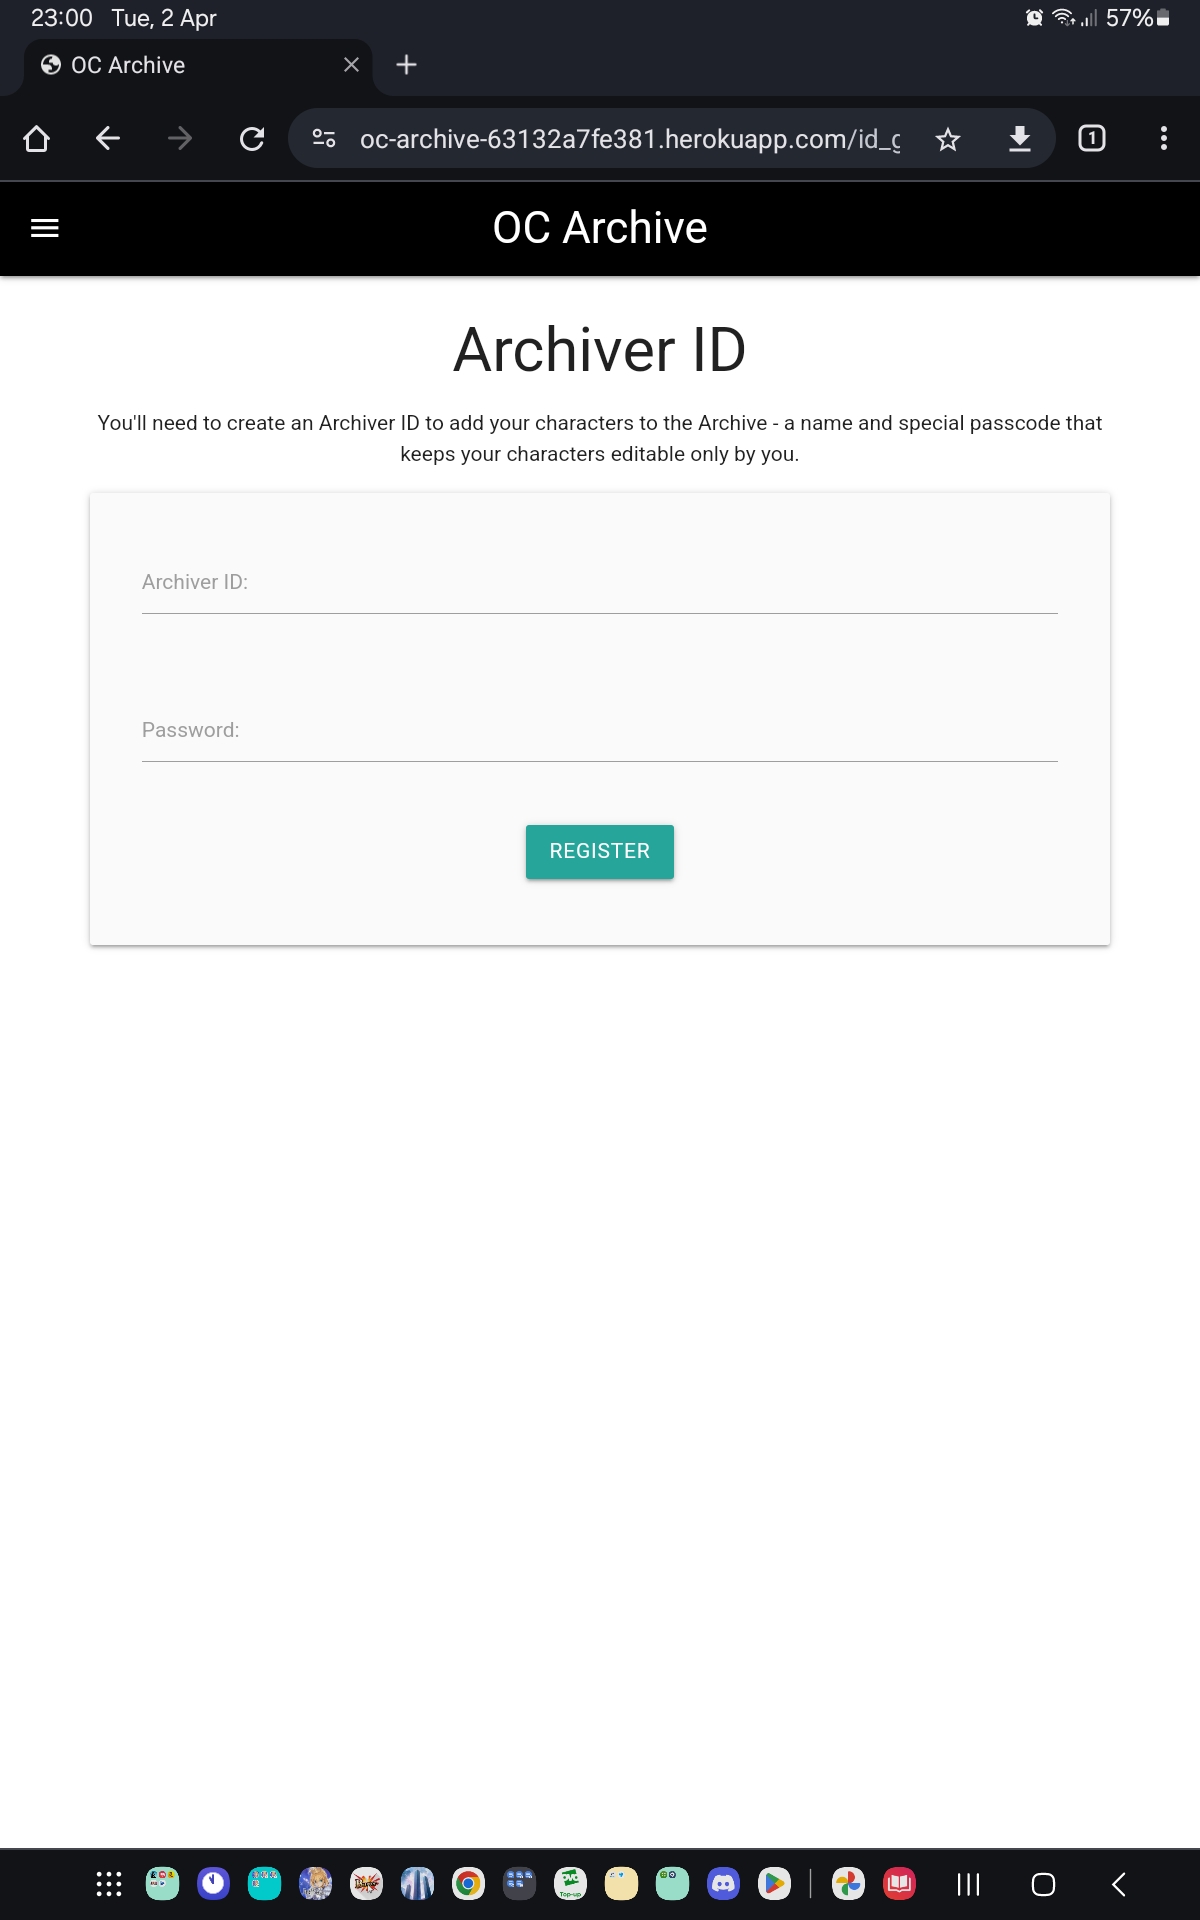 23:00 Tue, 2 Apr
57%
OC Archive
oc-archive-63132a7fe381.herokuapp.com/id_g
1
OC Archive
Archiver ID
You'll need to create an Archiver ID to add your characters to the Archive - a name and special passcode that
keeps your characters editable only by you.
Archiver ID:
Password:
REGISTER
Top-up